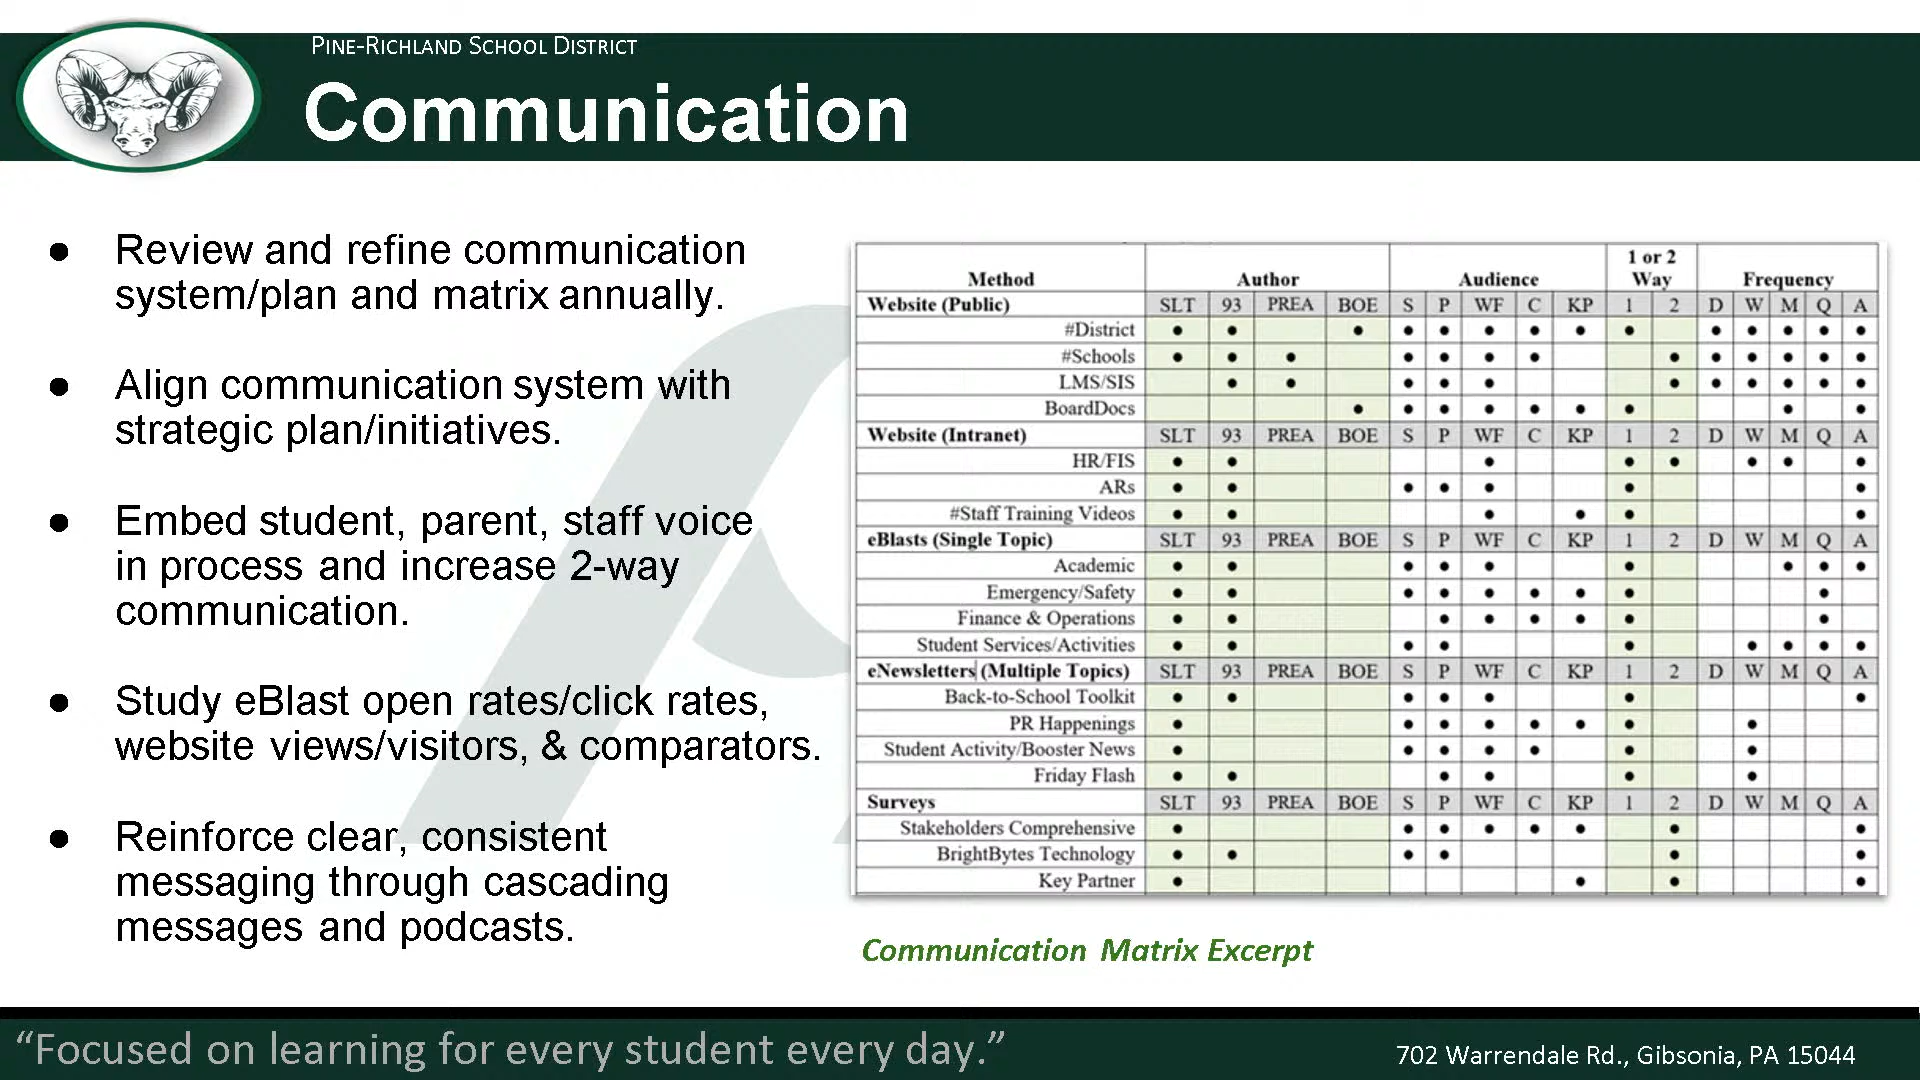 PINE-RICHLAND SCHOOL DISTRICT
Communication
● Review and refine communication
system/plan and matrix annually.
● Align communication system with
strategic plan/initiatives.
● Embed student, parent, staff voice
in process and increase 2-way
communication.
● Study eBlast open rates/click rates,
website views/visitors, & comparators.
● Reinforce clear, consistent
messaging through cascading
messages and podcasts.
Method Author Audience 1 or 2 Way Frequency
Website (Public) SLT 93 PREA BOE S P WF C KP 1 2 D W M Q A
#District ● ● ● ● ● ● ● ● ● ● ● ● ● ●
#Schools ● ● ● ● ● ● ● ● ● ● ● ● ●
LMS/SIS ● ● ● ● ● ● ● ● ● ● ●
BoardDocs ● ● ● ● ● ● ● ● ●
Website (Intranet) SLT 93 PREA BOE S P WF C KP 1 2 D W M Q A
HR/FIS ● ● ● ● ● ● ● ●
ARs ● ● ● ● ● ● ●
#Staff Training Videos ● ● ● ● ● ●
eBlasts (Single Topic) SLT 93 PREA BOE S P WF C KP 1 2 D W M Q A
Academic ● ● ● ● ● ● ● ● ●
Emergency/Safety ● ● ● ● ● ● ● ● ●
Finance & Operations ● ● ● ● ● ● ● ●
Student Services/Activities ● ● ● ● ● ● ● ● ●
eNewsletters (Multiple Topics) SLT 93 PREA BOE S P WF C KP 1 2 D W M Q A
Back-to-School Toolkit ● ● ● ● ● ● ●
PR Happenings ● ● ● ● ● ● ● ●
Student Activity/Booster News ● ● ● ● ● ● ●
Friday Flash ● ● ● ● ● ●
Surveys SLT 93 PREA BOE S P WF C KP 1 2 D W M Q A
Stakeholders Comprehensive ● ● ● ● ● ● ● ●
BrightBytes Technology ● ● ● ● ● ●
Key Partner ● ● ● ●
Communication Matrix Excerpt
“Focused on learning for every student every day.”
702 Warrendale Rd., Gibsonia, PA 15044